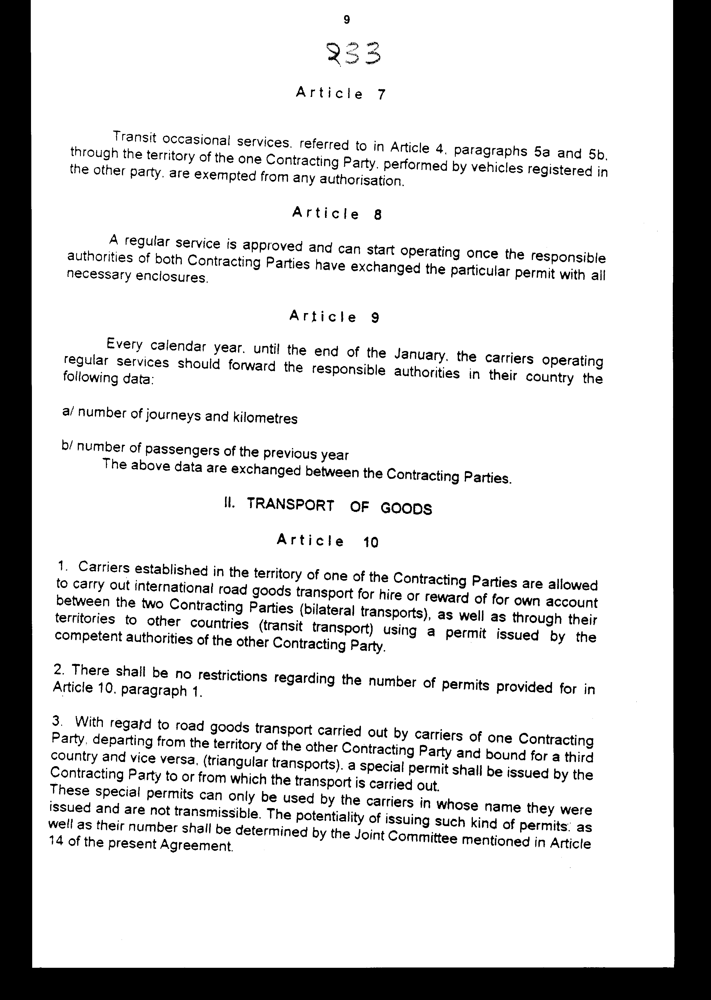 9
233
Article 7
Transit occasional services, referred to in Article 4, paragraphs 5a and 5b,
through the territory of the one Contracting Party, performed by vehicles registered in
the other party, are exempted from any authorisation.
Article 8
A regular service is approved and can start operating once the responsible
authorities of both Contracting Parties have exchanged the particular permit with all
necessary enclosures.
Article 9
Every calendar year, until the end of the January, the carriers operating
regular services should forward the responsible authorities in their country the
following data:
a/ number of journeys and kilometres
b/ number of passengers of the previous year
The above data are exchanged between the Contracting Parties.
II. TRANSPORT OF GOODS
Article 10
1. Carriers established in the territory of one of the Contracting Parties are allowed
to carry out international road goods transport for hire or reward of for own account
between the two Contracting Parties (bilateral transports), as well as through their
territories to other countries (transit transport) using a permit issued by the
competent authorities of the other Contracting Party.
2. There shall be no restrictions regarding the number of permits provided for in
Article 10, paragraph 1.
3. With regard to road goods transport carried out by carriers of one Contracting
Party, departing from the territory of the other Contracting Party and bound for a third
country and vice versa, (triangular transports), a special permit shall be issued by the
Contracting Party to or from which the transport is carried out.
These special permits can only be used by the carriers in whose name they were
issued and are not transmissible. The potentiality of issuing such kind of permits, as
well as their number shall be determined by the Joint Committee mentioned in Article
14 of the present Agreement.